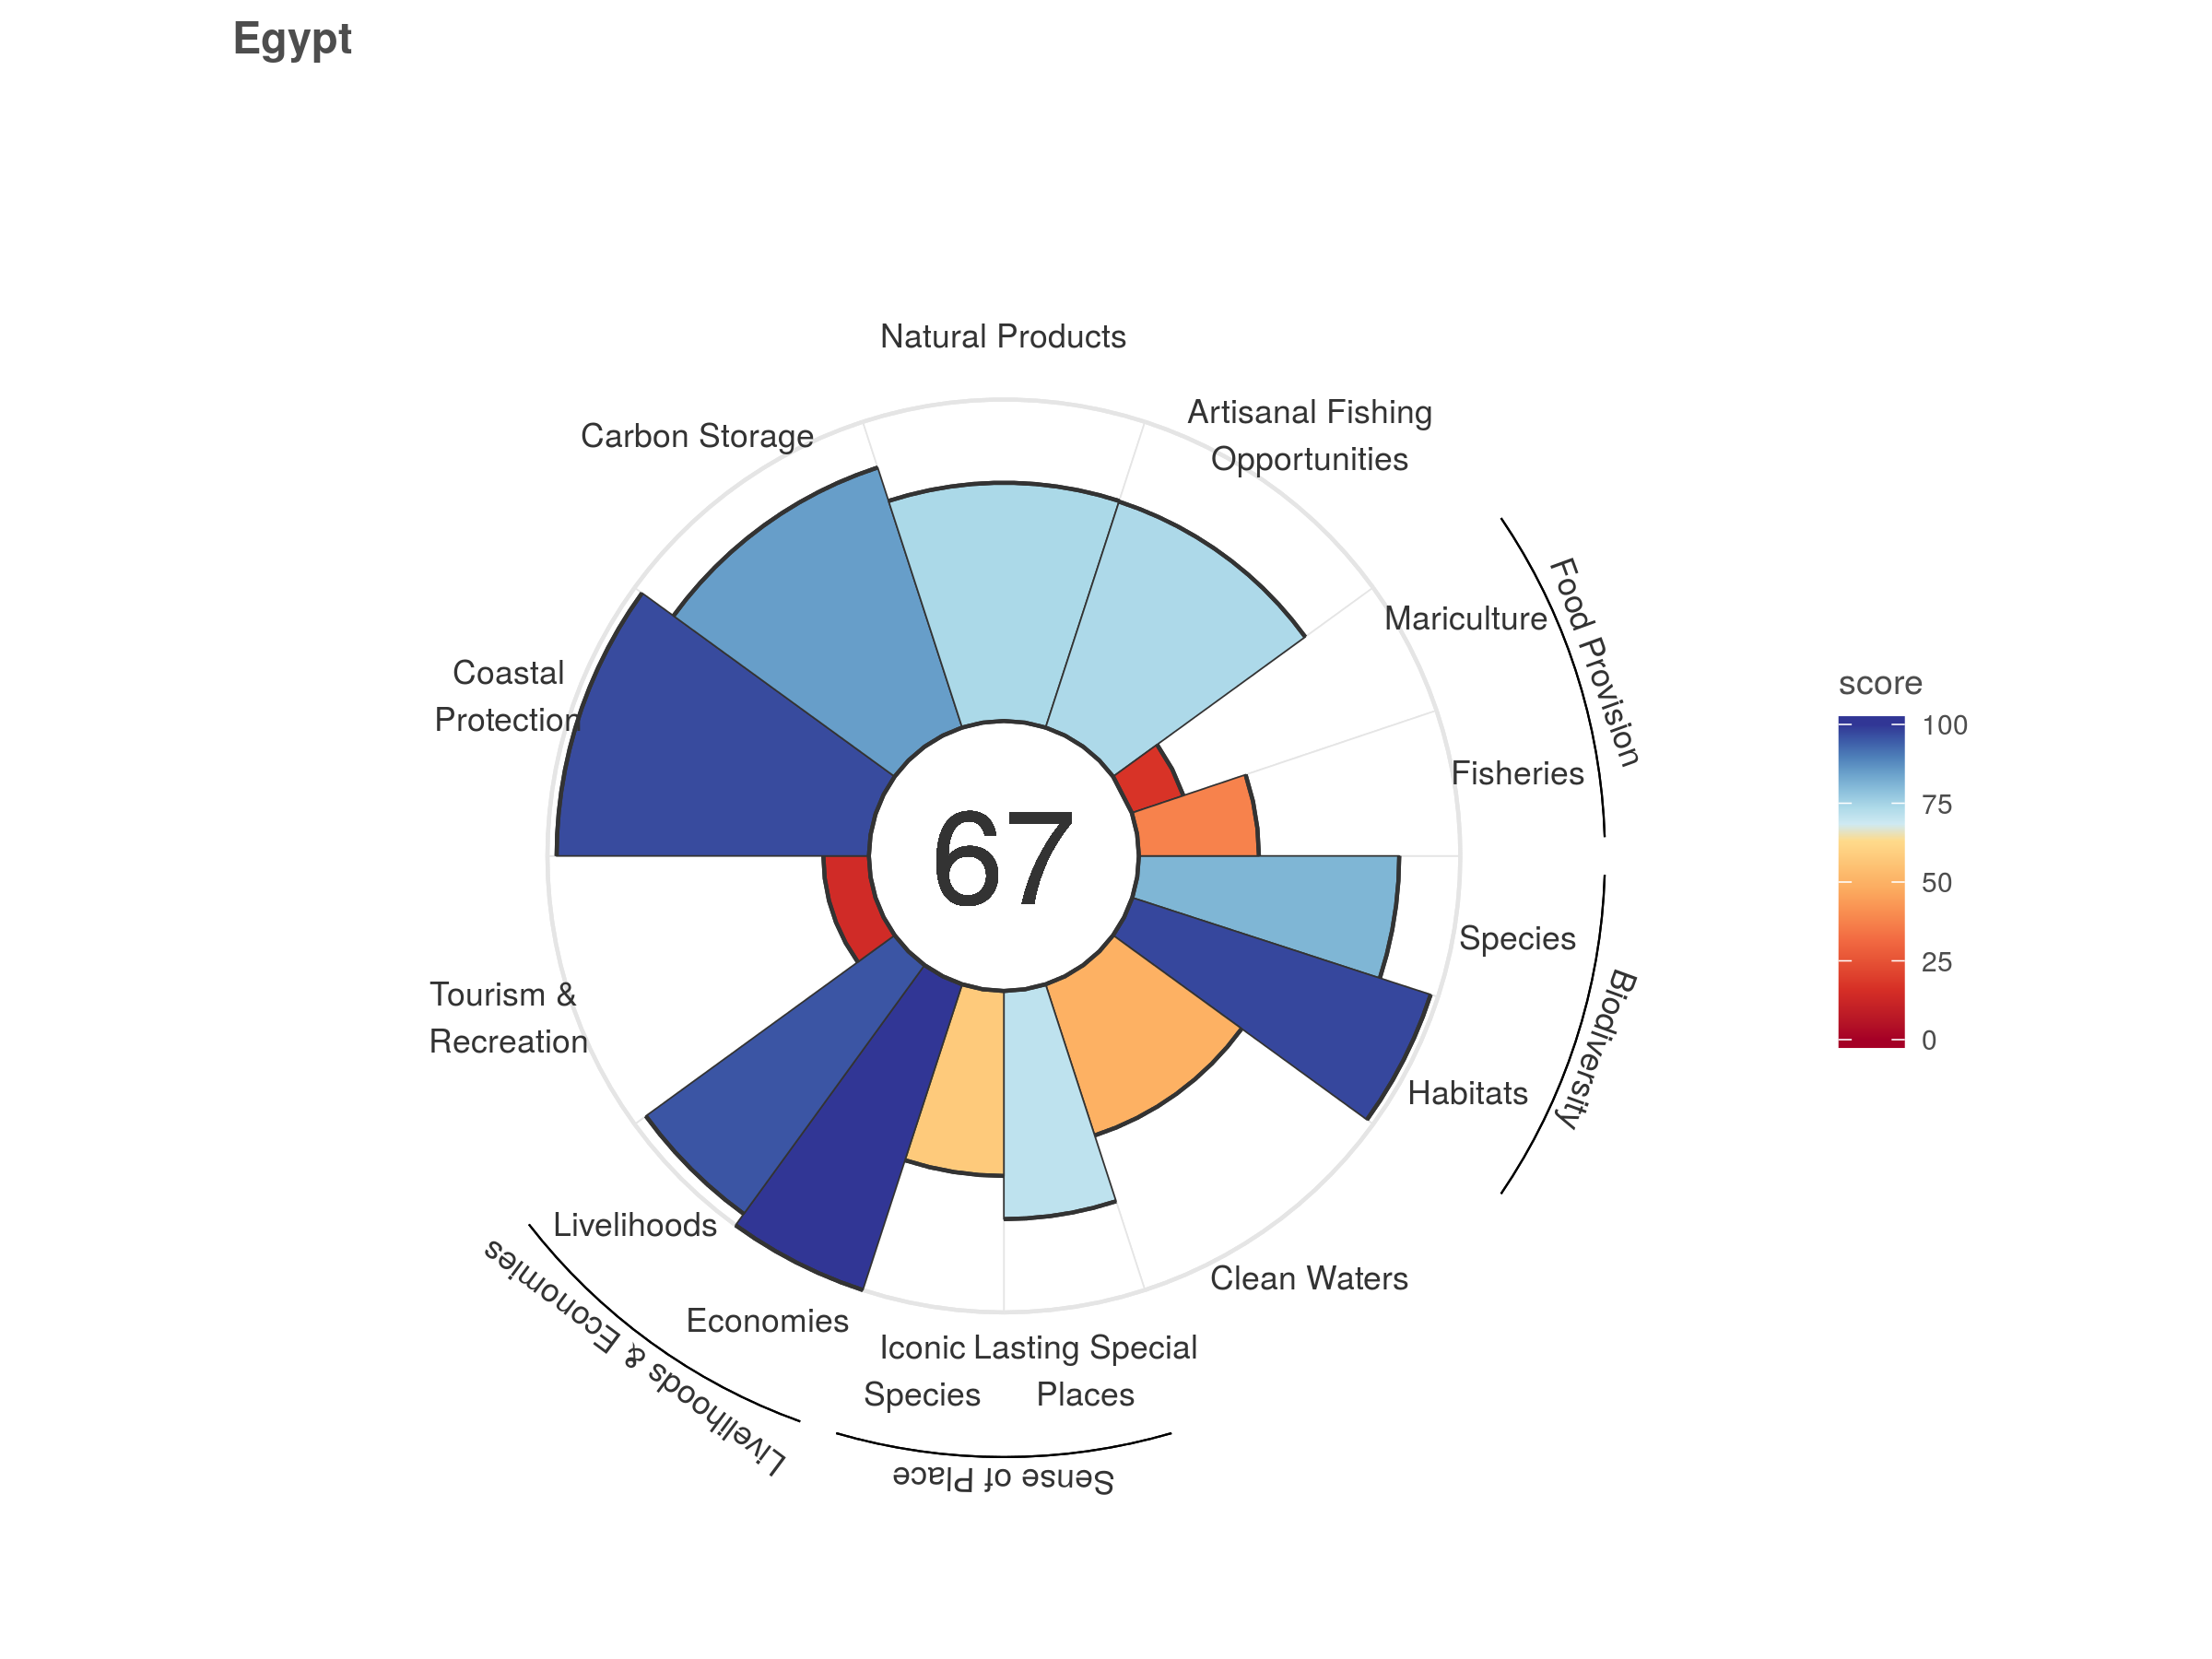 Egypt
Natural Products
Artisanal Fishing
Opportunities
Carbon Storage
Mariculture
Food Provision
Coastal
Protection
Fisheries
67
Species
Biodiversity
Habitats
Tourism &
Recreation
Livelihoods
Economies
Livelihoods & Economies
Clean Waters
Iconic
Species
Lasting Special
Places
Sense of Place
score
100
75
50
25
0